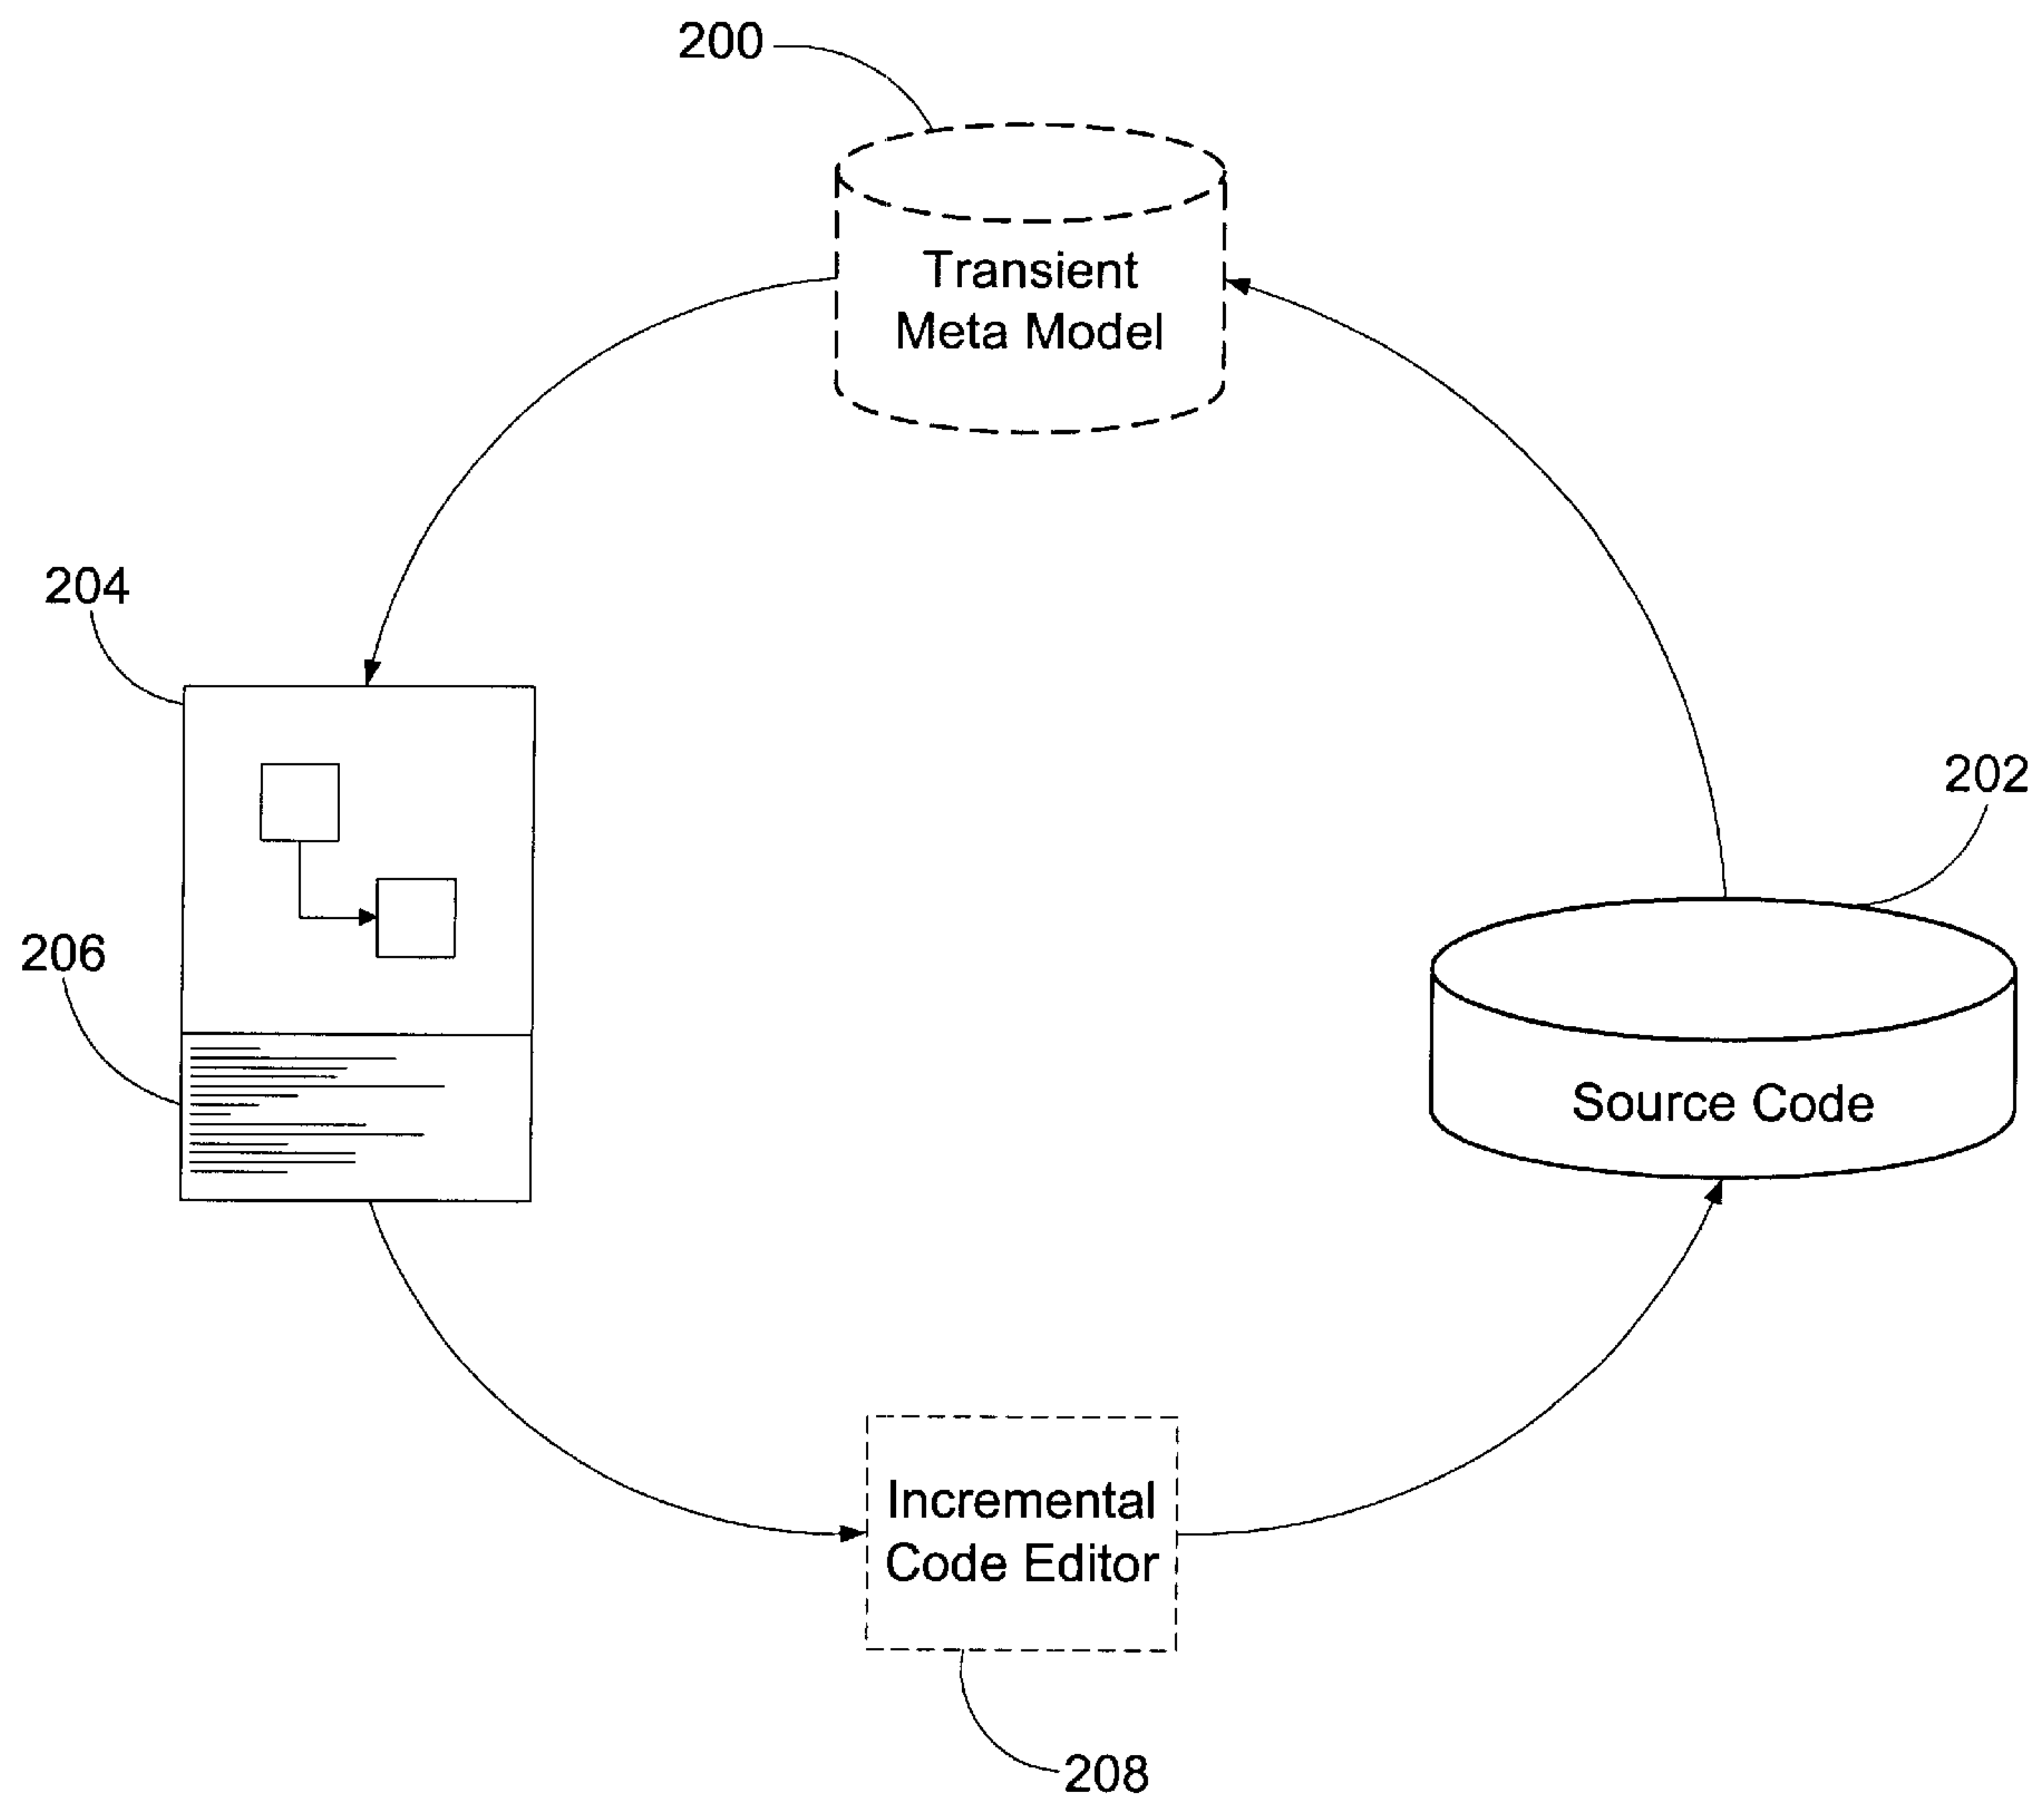 200
Transient
Meta Model
204
202
206
Source Code
Incremental
Code Editor
208